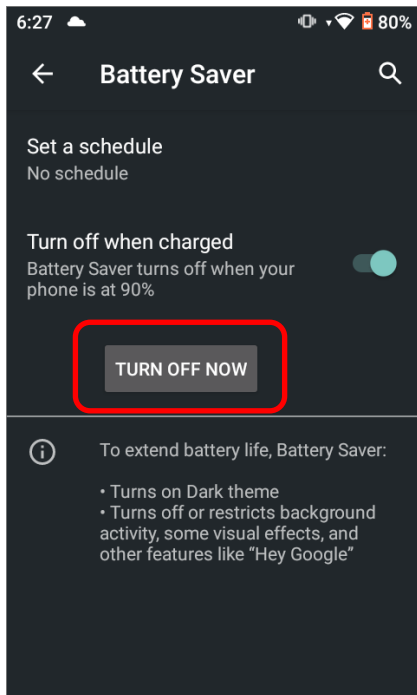 6:27
80%
Battery Saver
Set a schedule
No schedule
Turn off when charged
Battery Saver turns off when your
phone is at 90%
TURN OFF NOW
To extend battery life, Battery Saver:
• Turns on Dark theme
• Turns off or restricts background
activity, some visual effects, and
other features like “Hey Google”